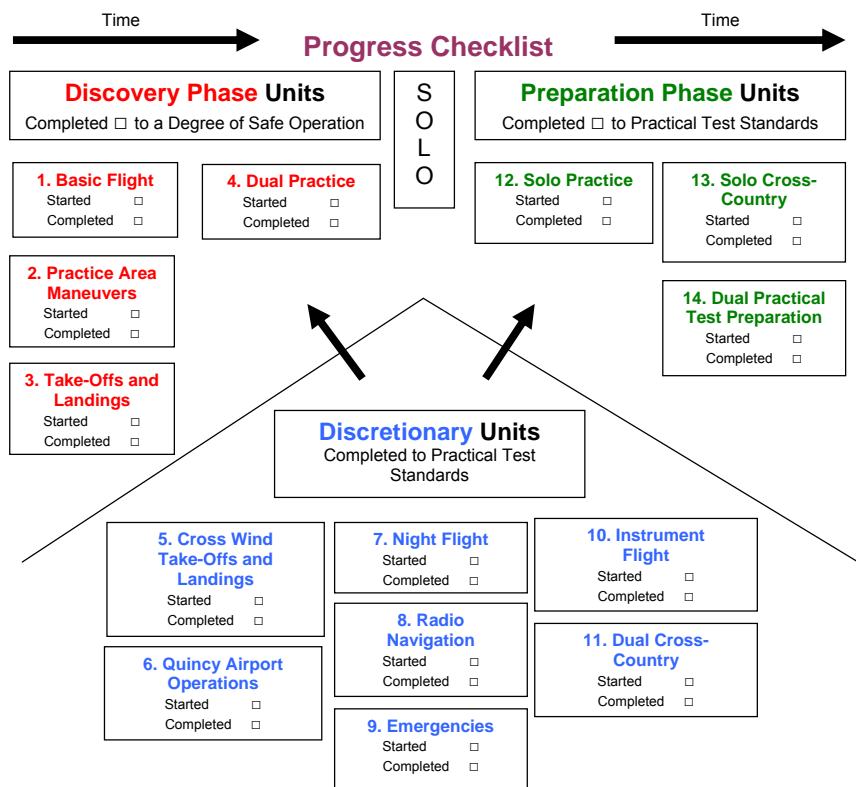 Time
Progress Checklist
Time
Discovery Phase Units
Completed □ to a Degree of Safe Operation
S
O
L
O
Preparation Phase Units
Completed □ to Practical Test Standards
1. Basic Flight
Started □
Completed □
4. Dual Practice
Started □
Completed □
12. Solo Practice
Started □
Completed □
13. Solo Cross-
Country
Started □
Completed □
2. Practice Area
Maneuvers
Started □
Completed □
14. Dual Practical
Test Preparation
Started □
Completed □
3. Take-Offs and
Landings
Started □
Completed □
Discretionary Units
Completed to Practical Test
Standards
5. Cross Wind
Take-Offs and
Landings
Started □
Completed □
6. Quincy Airport
Operations
Started □
Completed □
7. Night Flight
Started □
Completed □
8. Radio
Navigation
Started □
Completed □
9. Emergencies
Started □
Completed □
10. Instrument
Flight
Started □
Completed □
11. Dual Cross-
Country
Started □
Completed □